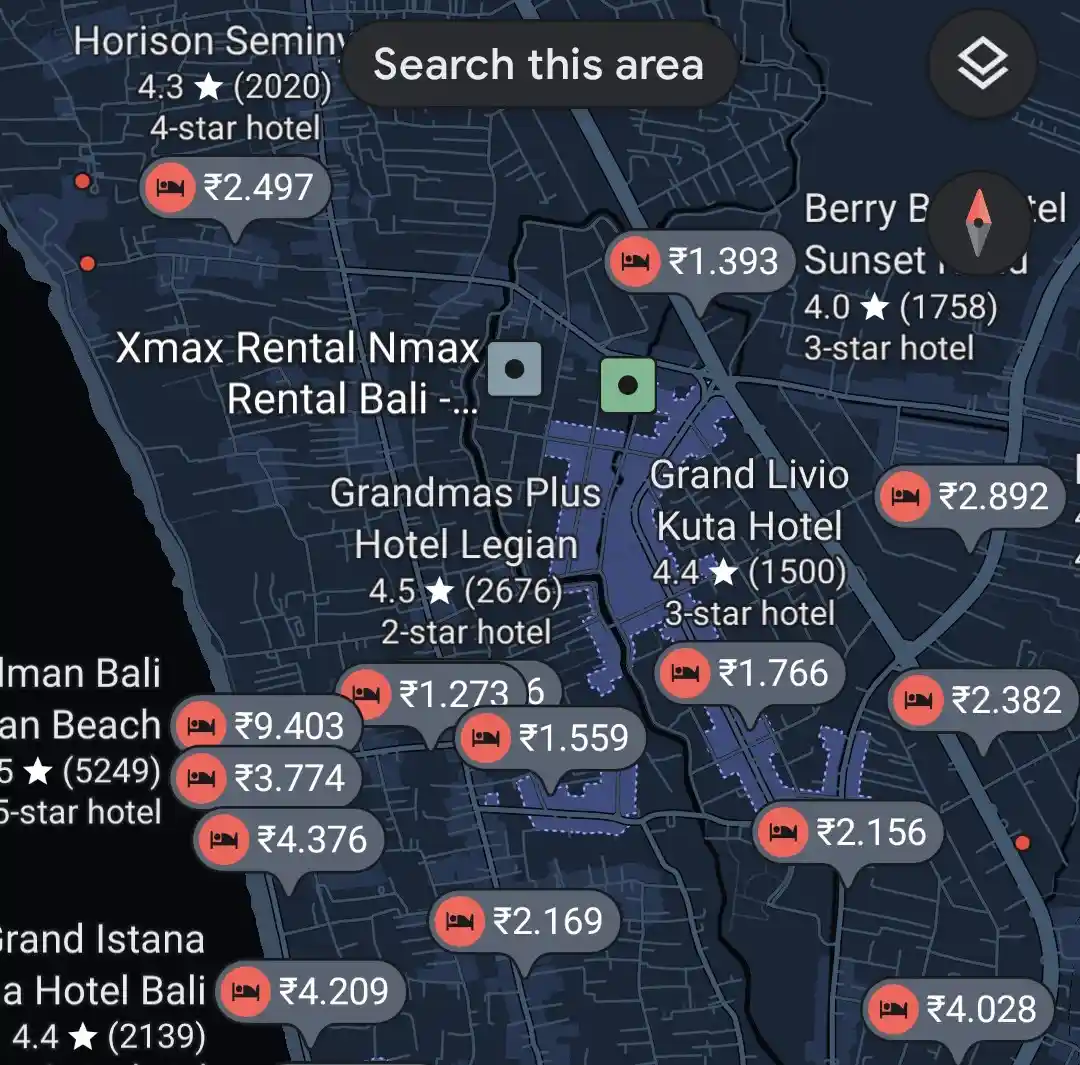 Horison Seminy
4.3 ★ (2020)
4-star hotel
₹2.497
Search this area
₹1.393
Berry B
tel
Sunset
4.0 ★ (1758)
3-star hotel
Xmax Rental Nmax
Rental Bali -...
Grandmas Plus
Hotel Legian
4.5 ★ (2676)
2-star hotel
Grand Livio
Kuta Hotel
4.4 ★ (1500)
3-star hotel
₹2.892
lman Bali
an Beach
5 ★ (5249)
5-star hotel
₹1.273
6
₹9.403
₹1.559
₹3.774
₹4.376
₹1.766
₹2.382
₹2.156
₹2.169
Grand Istana
a Hotel Bali
4.4 ★ (2139)
₹4.209
₹4.028